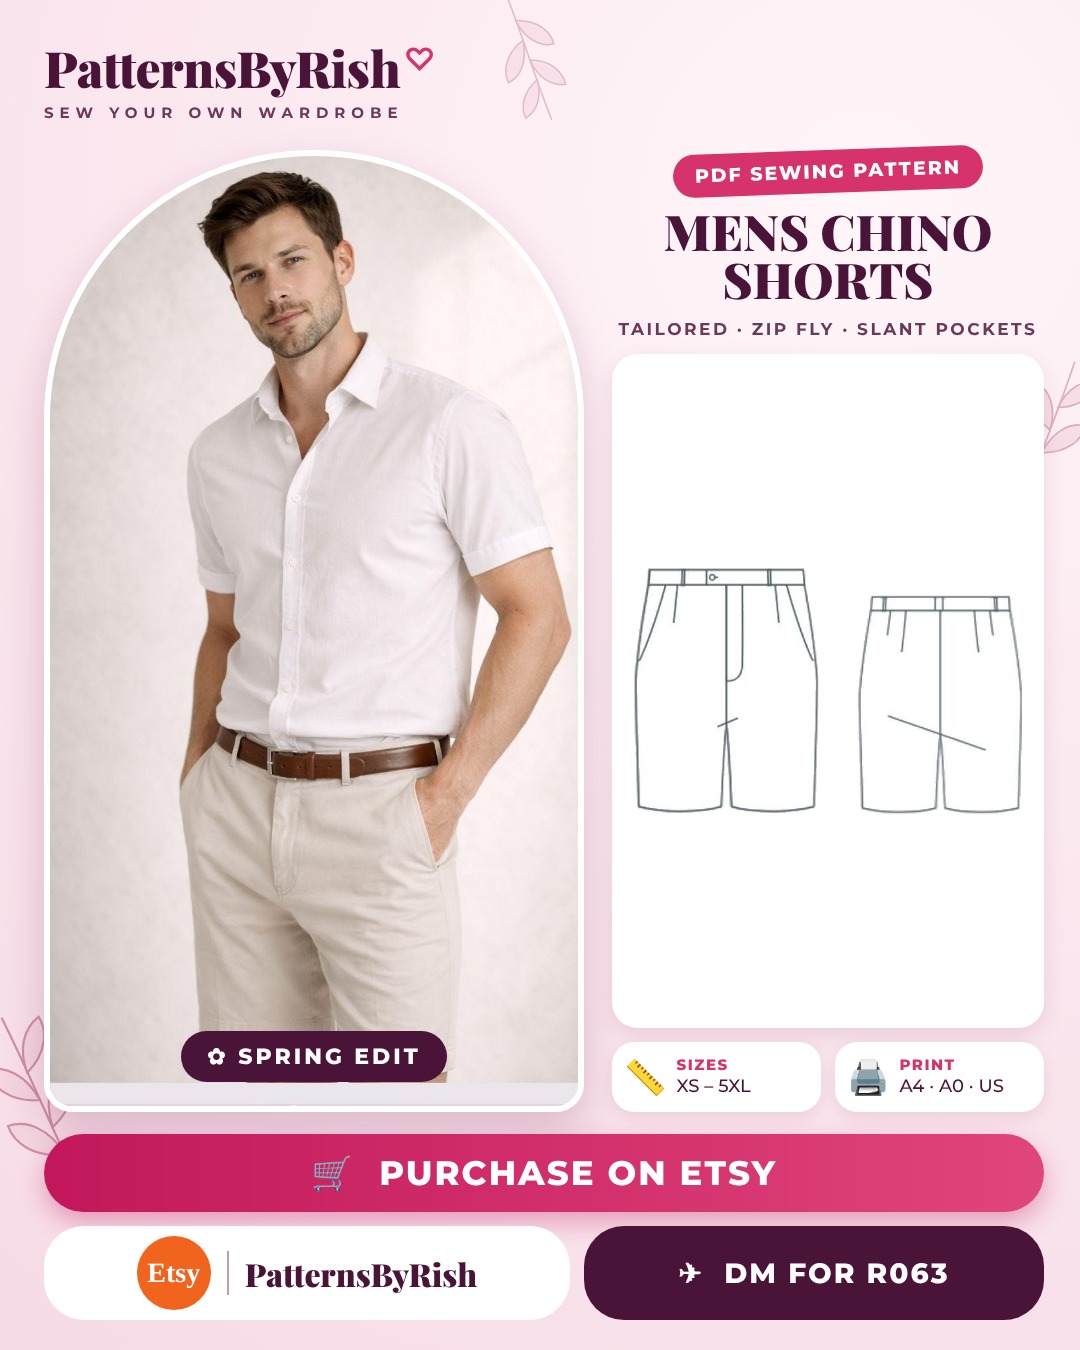 PatternsByRish
SEW YOUR OWN WARDROBE
PDF SEWING PATTERN
MENS CHINO
SHORTS
TAILORED · ZIP FLY · SLANT POCKETS
✿ SPRING EDIT
SIZES
XS – 5XL
PRINT
A4 · A0 · US
PURCHASE ON ETSY
Etsy
PatternsByRish
✈ DM FOR R063